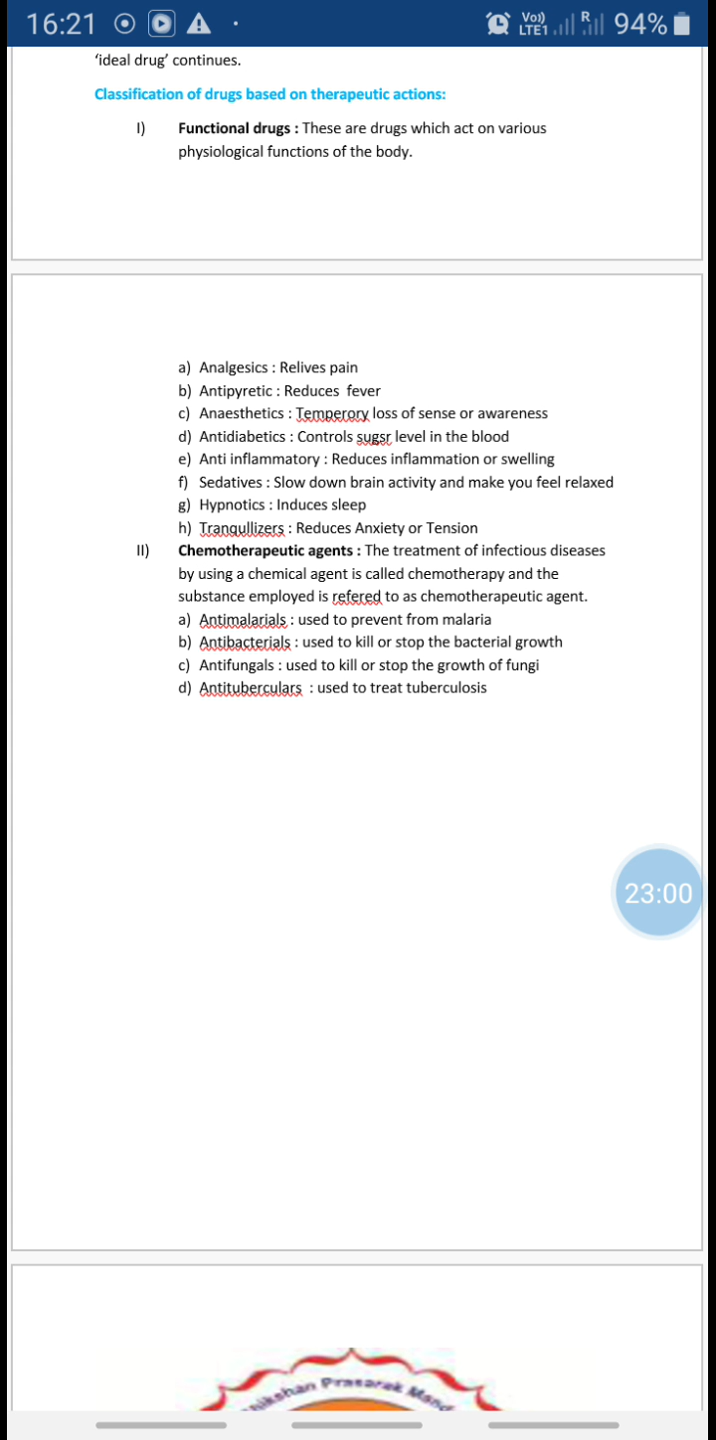 16:21
Vo))
LTE1
R
94%
‘ideal drug’ continues.
Classification of drugs based on therapeutic actions:
I) Functional drugs : These are drugs which act on various
physiological functions of the body.
a) Analgesics : Relives pain
b) Antipyretic : Reduces fever
c) Anaesthetics : Temperory loss of sense or awareness
d) Antidiabetics : Controls sugsr level in the blood
e) Anti inflammatory : Reduces inflammation or swelling
f) Sedatives : Slow down brain activity and make you feel relaxed
g) Hypnotics : Induces sleep
h) Tranqullizers : Reduces Anxiety or Tension
II) Chemotherapeutic agents : The treatment of infectious diseases
by using a chemical agent is called chemotherapy and the
substance employed is refered to as chemotherapeutic agent.
a) Antimalarials : used to prevent from malaria
b) Antibacterials : used to kill or stop the bacterial growth
c) Antifungals : used to kill or stop the growth of fungi
d) Antituberculars : used to treat tuberculosis
23:00
Prasarak